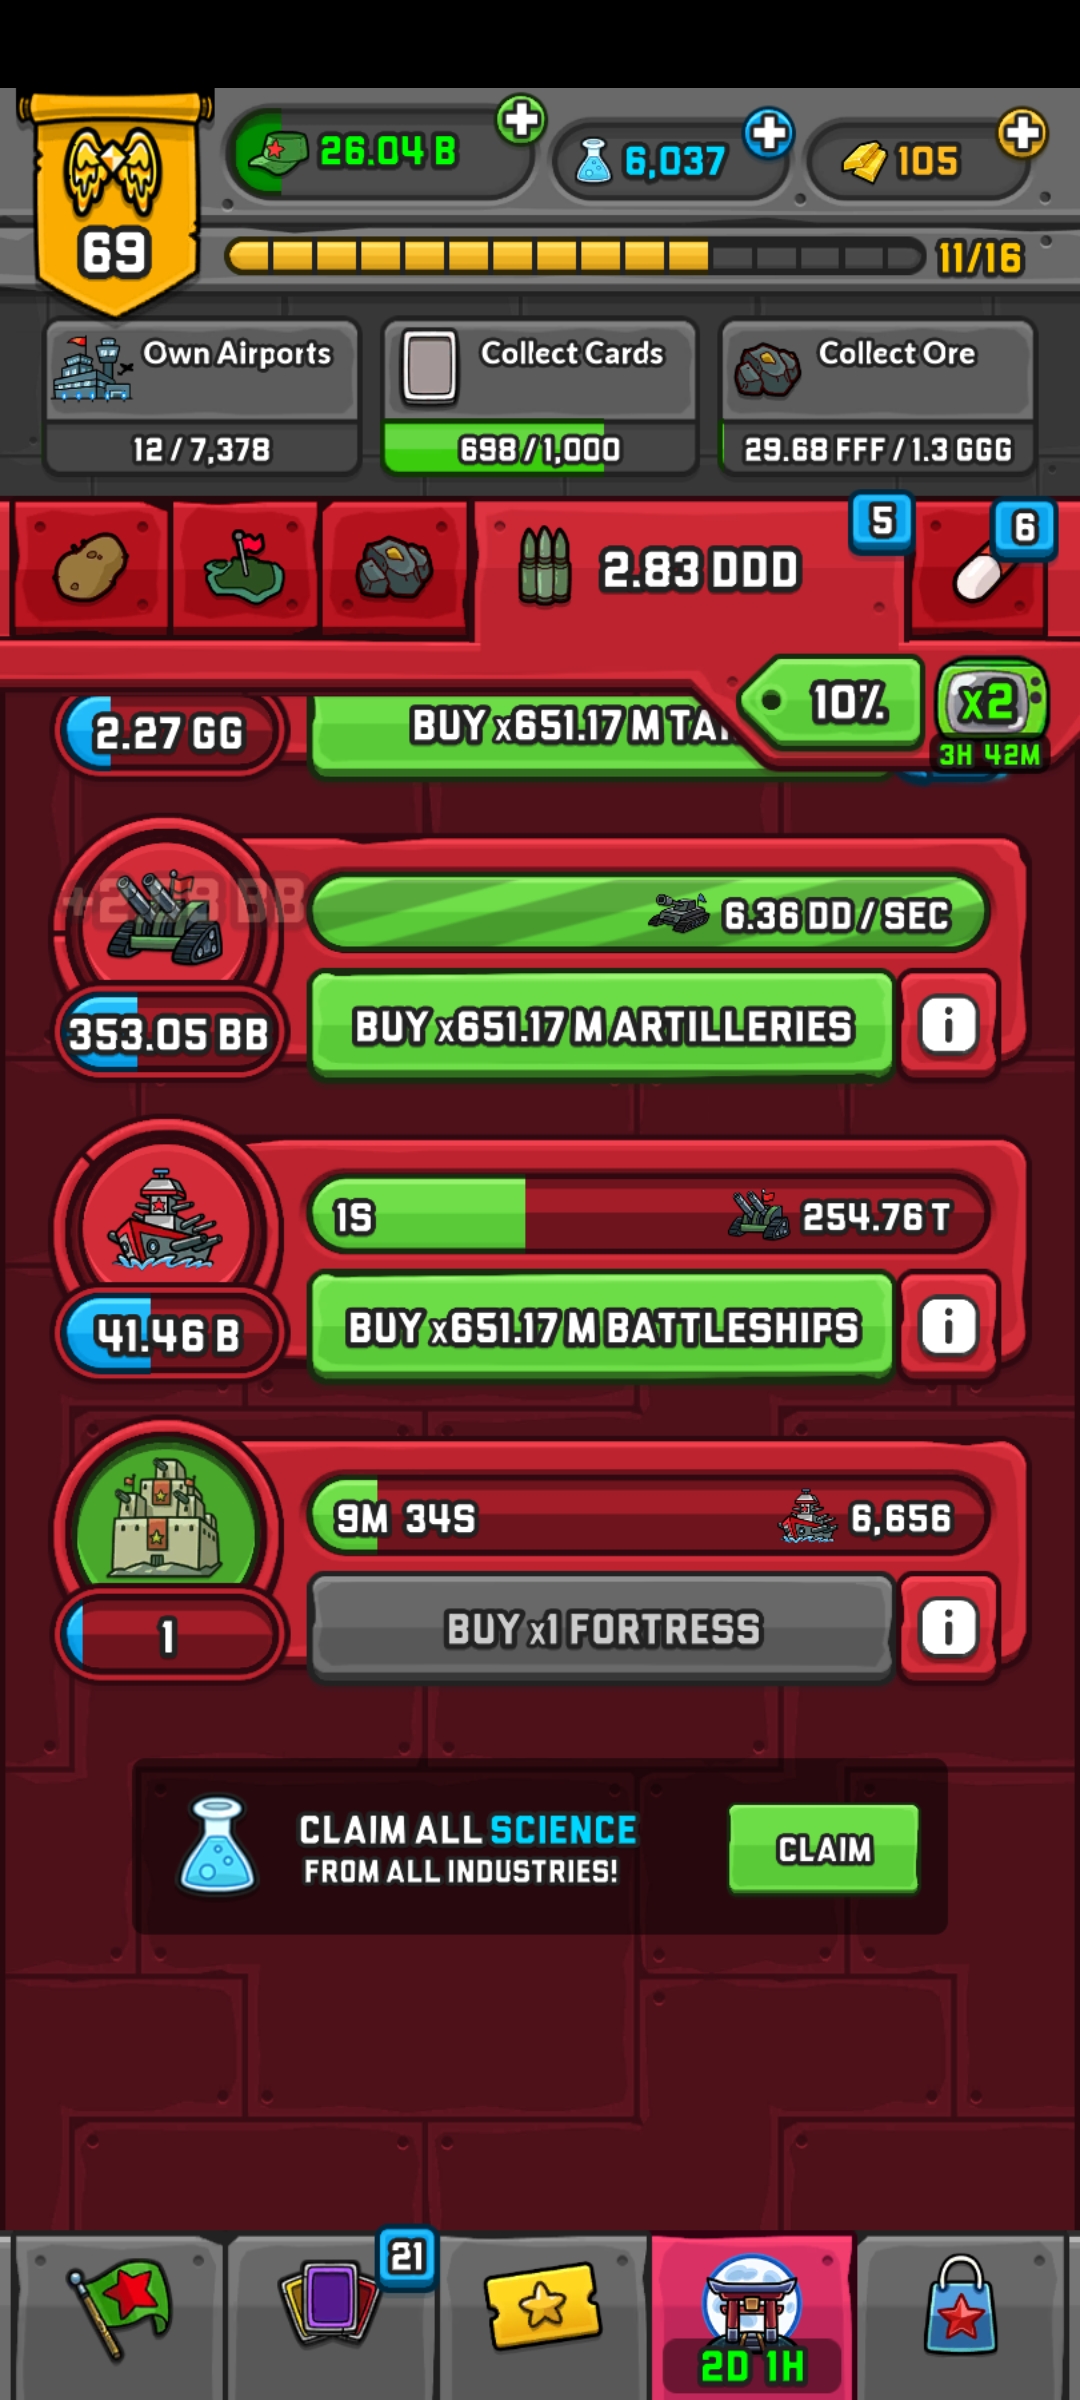 26.04 B
6,037
105
69
11/16
Own Airports
Collect Cards
Collect Ore
12 / 7,378
698 / 1,000
29.68 FFF / 1.3 GGG
5
6
2.83 DDD
10%
x2
3H 42M
2.27 GG
BUY x651.17 M
6.36 DD / SEC
353.05 BB
BUY x651.17 M ARTILLERIES
i
1S
254.76 T
41.46 B
BUY x651.17 M BATTLESHIPS
i
9M 34S
6,656
1
BUY x1 FORTRESS
i
CLAIM ALL SCIENCE
FROM ALL INDUSTRIES!
CLAIM
21
2D 1H